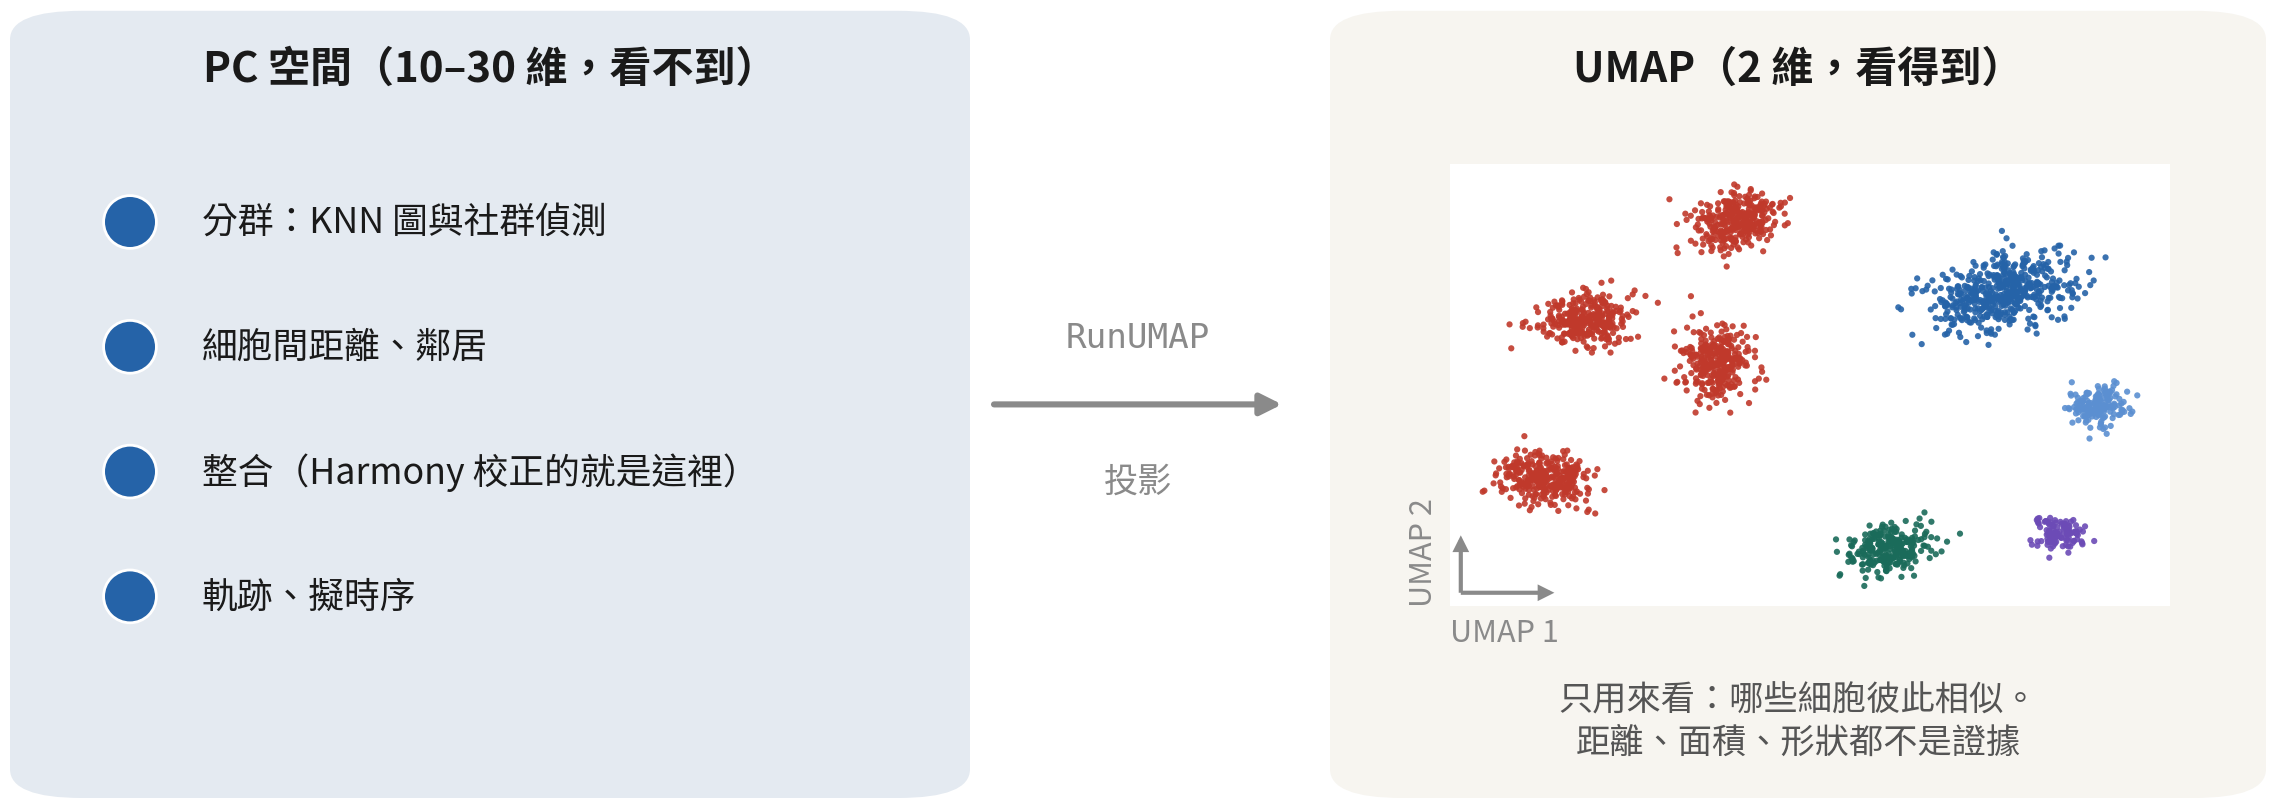 PC 空間（10–30 維，看不到）
分群：KNN 圖與社群偵測
細胞間距離、鄰居
整合（Harmony 校正的就是這裡）
軌跡、擬時序
RunUMAP
投影
UMAP（2 維，看得到）
UMAP 2
UMAP 1
只用來看：哪些細胞彼此相似。
距離、面積、形狀都不是證據